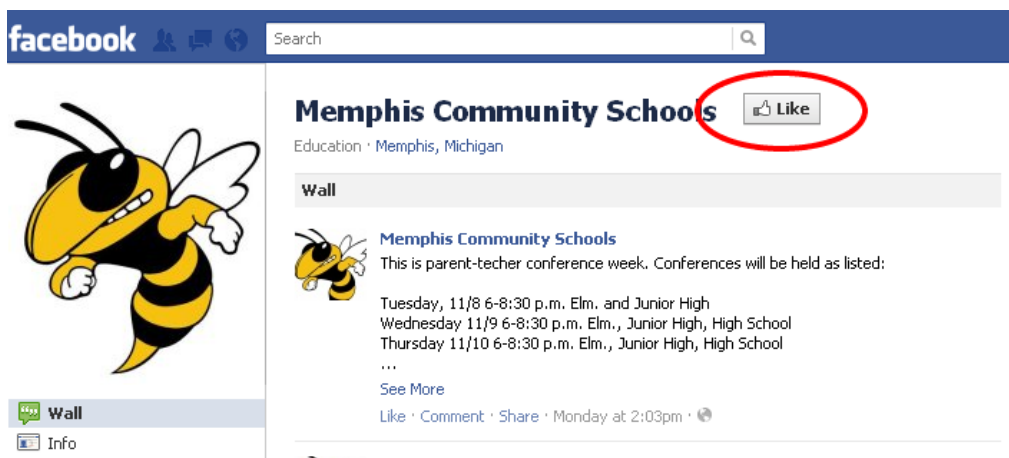 facebook
Search
Memphis Community Schools
Like
Education · Memphis, Michigan
Wall
Memphis Community Schools
This is parent-techer conference week. Conferences will be held as listed:
Tuesday, 11/8 6-8:30 p.m. Elm. and Junior High
Wednesday 11/9 6-8:30 p.m. Elm., Junior High, High School
Thursday 11/10 6-8:30 p.m. Elm., Junior High, High School
...
See More
Like · Comment · Share · Monday at 2:03pm ·
Wall
Info